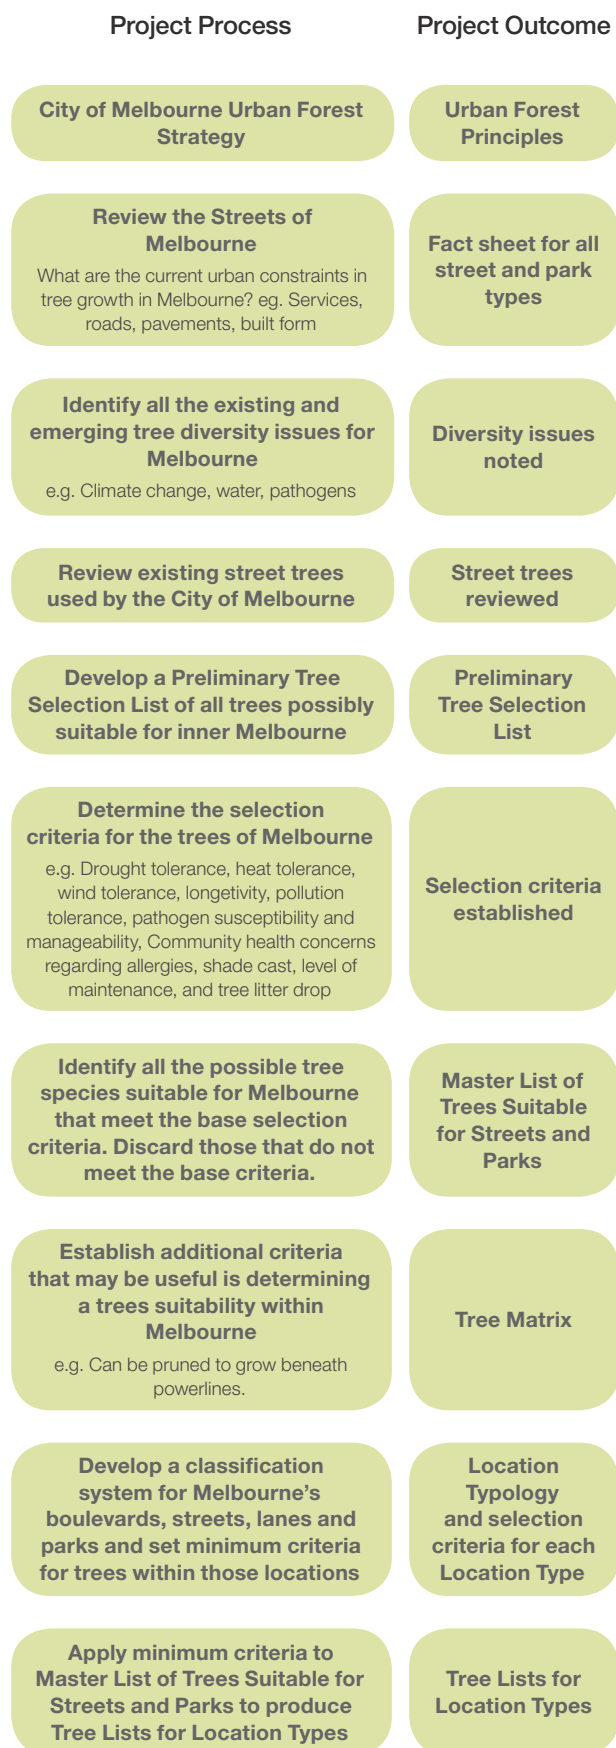 Project Process
Project Outcome
City of Melbourne Urban Forest
Strategy
Urban Forest
Principles
Review the Streets of
Melbourne
What are the current urban constraints in
tree growth in Melbourne? eg. Services,
roads, pavements, built form
Fact sheet for all
street and park
types
Identify all the existing and
emerging tree diversity issues for
Melbourne
e.g. Climate change, water, pathogens
Diversity issues
noted
Review existing street trees
used by the City of Melbourne
Street trees
reviewed
Develop a Preliminary Tree
Selection List of all trees possibly
suitable for inner Melbourne
Preliminary
Tree Selection
List
Determine the selection
criteria for the trees of Melbourne
e.g. Drought tolerance, heat tolerance,
wind tolerance, longetivity, pollution
tolerance, pathogen susceptibility and
manageability, Community health concerns
regarding allergies, shade cast, level of
maintenance, and tree litter drop
Selection criteria
established
Identify all the possible tree
species suitable for Melbourne
that meet the base selection
criteria. Discard those that do not
meet the base criteria.
Master List of
Trees Suitable
for Streets and
Parks
Establish additional criteria
that may be useful is determining
a trees suitability within
Melbourne
e.g. Can be pruned to grow beneath
powerlines.
Tree Matrix
Develop a classification
system for Melbourne's
boulevards, streets, lanes and
parks and set minimum criteria
for trees within those locations
Location
Typology
and selection
criteria for each
Location Type
Apply minimum criteria to
Master List of Trees Suitable for
Streets and Parks to produce
Tree Lists for Location Types
Tree Lists for
Location Types